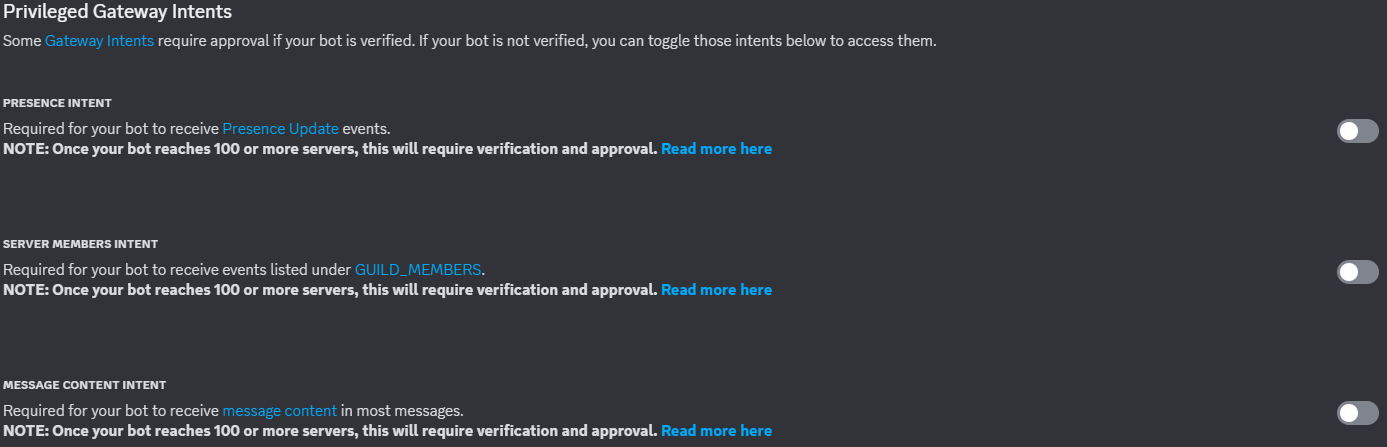 Privileged Gateway Intents
Some Gateway Intents require approval if your bot is verified. If your bot is not verified, you can toggle those intents below to access them.
PRESENCE INTENT
Required for your bot to receive Presence Update events.
NOTE: Once your bot reaches 100 or more servers, this will require verification and approval. Read more here
SERVER MEMBERS INTENT
Required for your bot to receive events listed under GUILD_MEMBERS.
NOTE: Once your bot reaches 100 or more servers, this will require verification and approval. Read more here
MESSAGE CONTENT INTENT
Required for your bot to receive message content in most messages.
NOTE: Once your bot reaches 100 or more servers, this will require verification and approval. Read more here